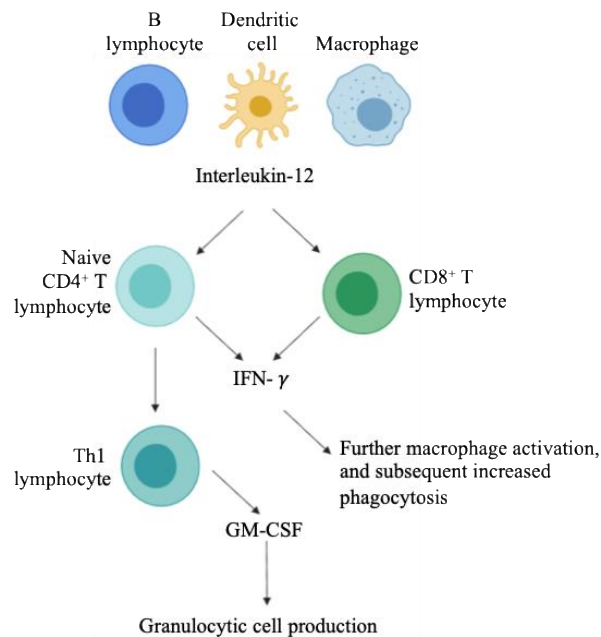 B
lymphocyte
Dendritic
cell
Macrophage
Interleukin-12
Naive
CD4⁺ T
lymphocyte
CD8⁺ T
lymphocyte
IFN- γ
Th1
lymphocyte
Further macrophage activation,
and subsequent increased
phagocytosis
GM-CSF
Granulocytic cell production